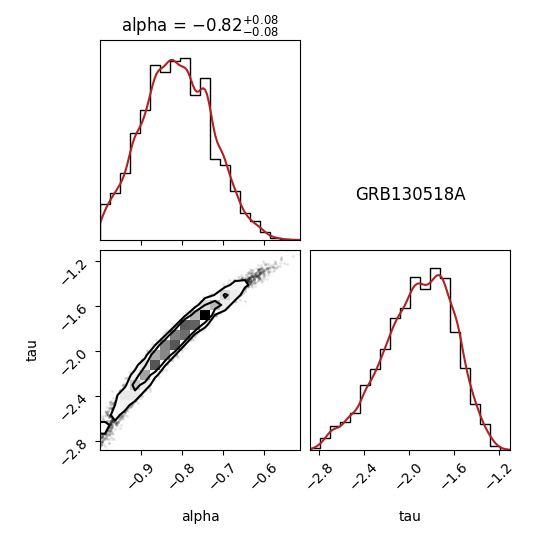 alpha = −0.82+0.08−0.08
GRB130518A
−1.2
−1.6
−2.0
−2.4
−2.8
tau
−0.9 −0.8 −0.7 −0.6
−2.8 −2.4 −2.0 −1.6 −1.2
alpha tau